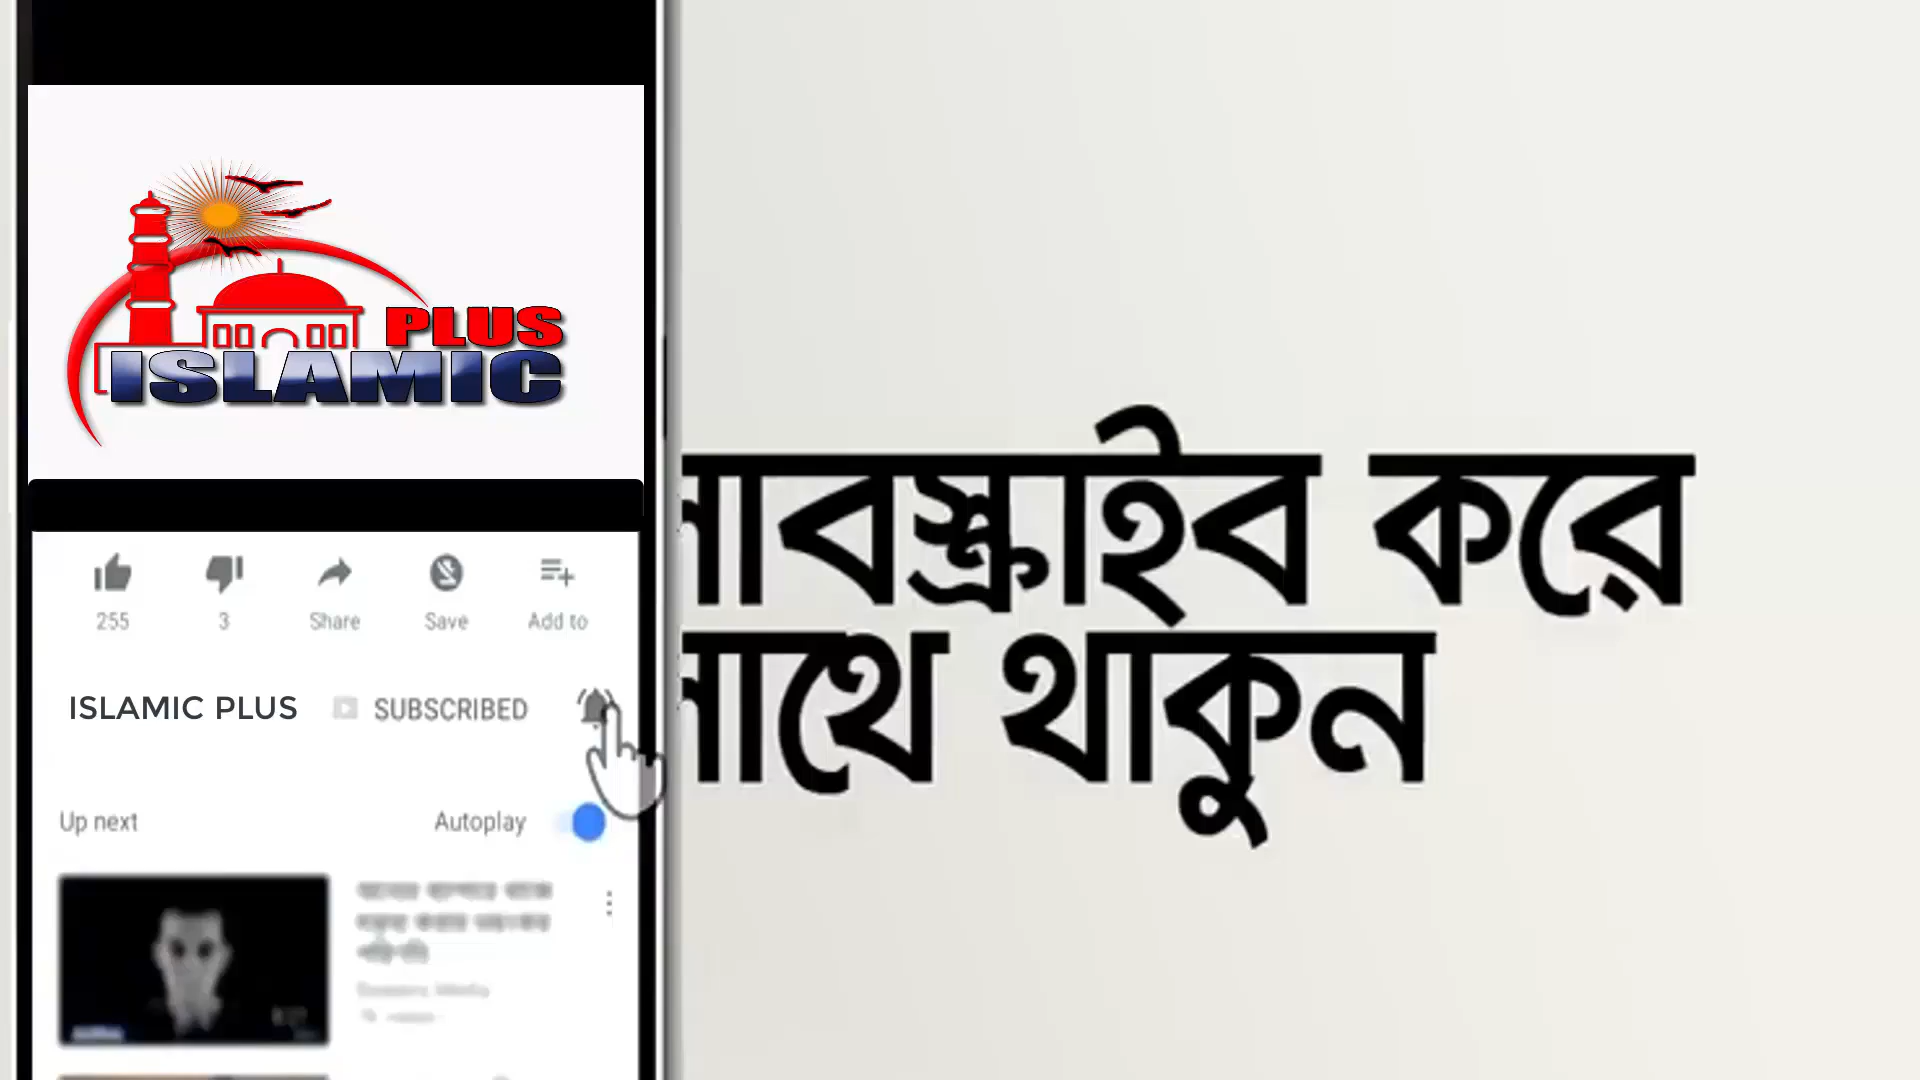 PLUS
ISLAMIC
255
3
Share
Save
Add to
ISLAMIC PLUS
SUBSCRIBED
Up next
Autoplay
সাবস্ক্রাইব করে
সাথে থাকুন